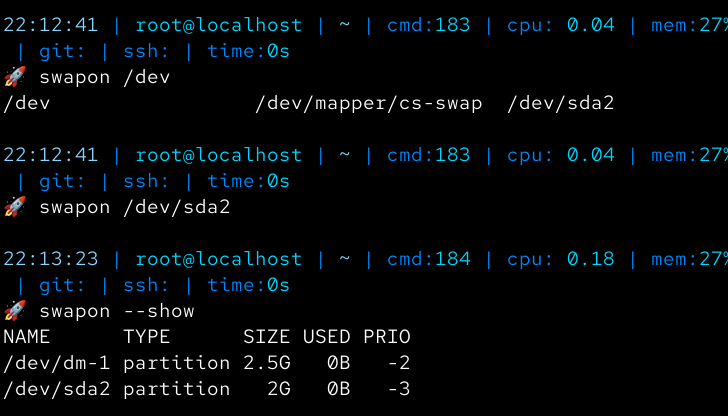 22:12:41 | root@localhost | ~ | cmd:183 | cpu: 0.04 | mem:27%
| git: | ssh: | time:0s
🚀 swapon /dev
/dev                 /dev/mapper/cs-swap  /dev/sda2
22:12:41 | root@localhost | ~ | cmd:183 | cpu: 0.04 | mem:27%
| git: | ssh: | time:0s
🚀 swapon /dev/sda2
22:13:23 | root@localhost | ~ | cmd:184 | cpu: 0.18 | mem:27%
| git: | ssh: | time:0s
🚀 swapon --show
NAME      TYPE      SIZE USED PRIO
/dev/dm-1 partition 2.5G   0B   -2
/dev/sda2 partition   2G   0B   -3